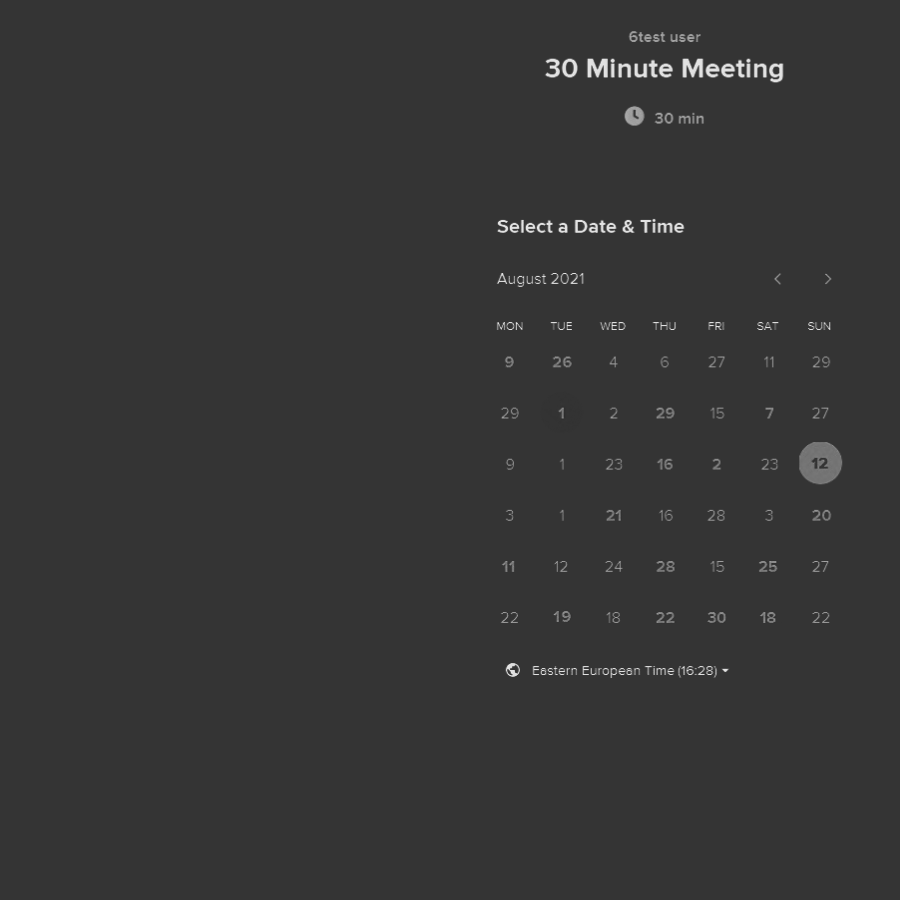 6test user
30 Minute Meeting
30 min
Select a Date & Time
August 2021
MON TUE WED THU FRI SAT SUN
9 26 4 6 27 11 29
29 1 2 29 15 7 27
9 1 23 16 2 23 12
3 1 21 16 28 3 20
11 12 24 28 15 25 27
22 19 18 22 30 18 22
Eastern European Time (16:28)